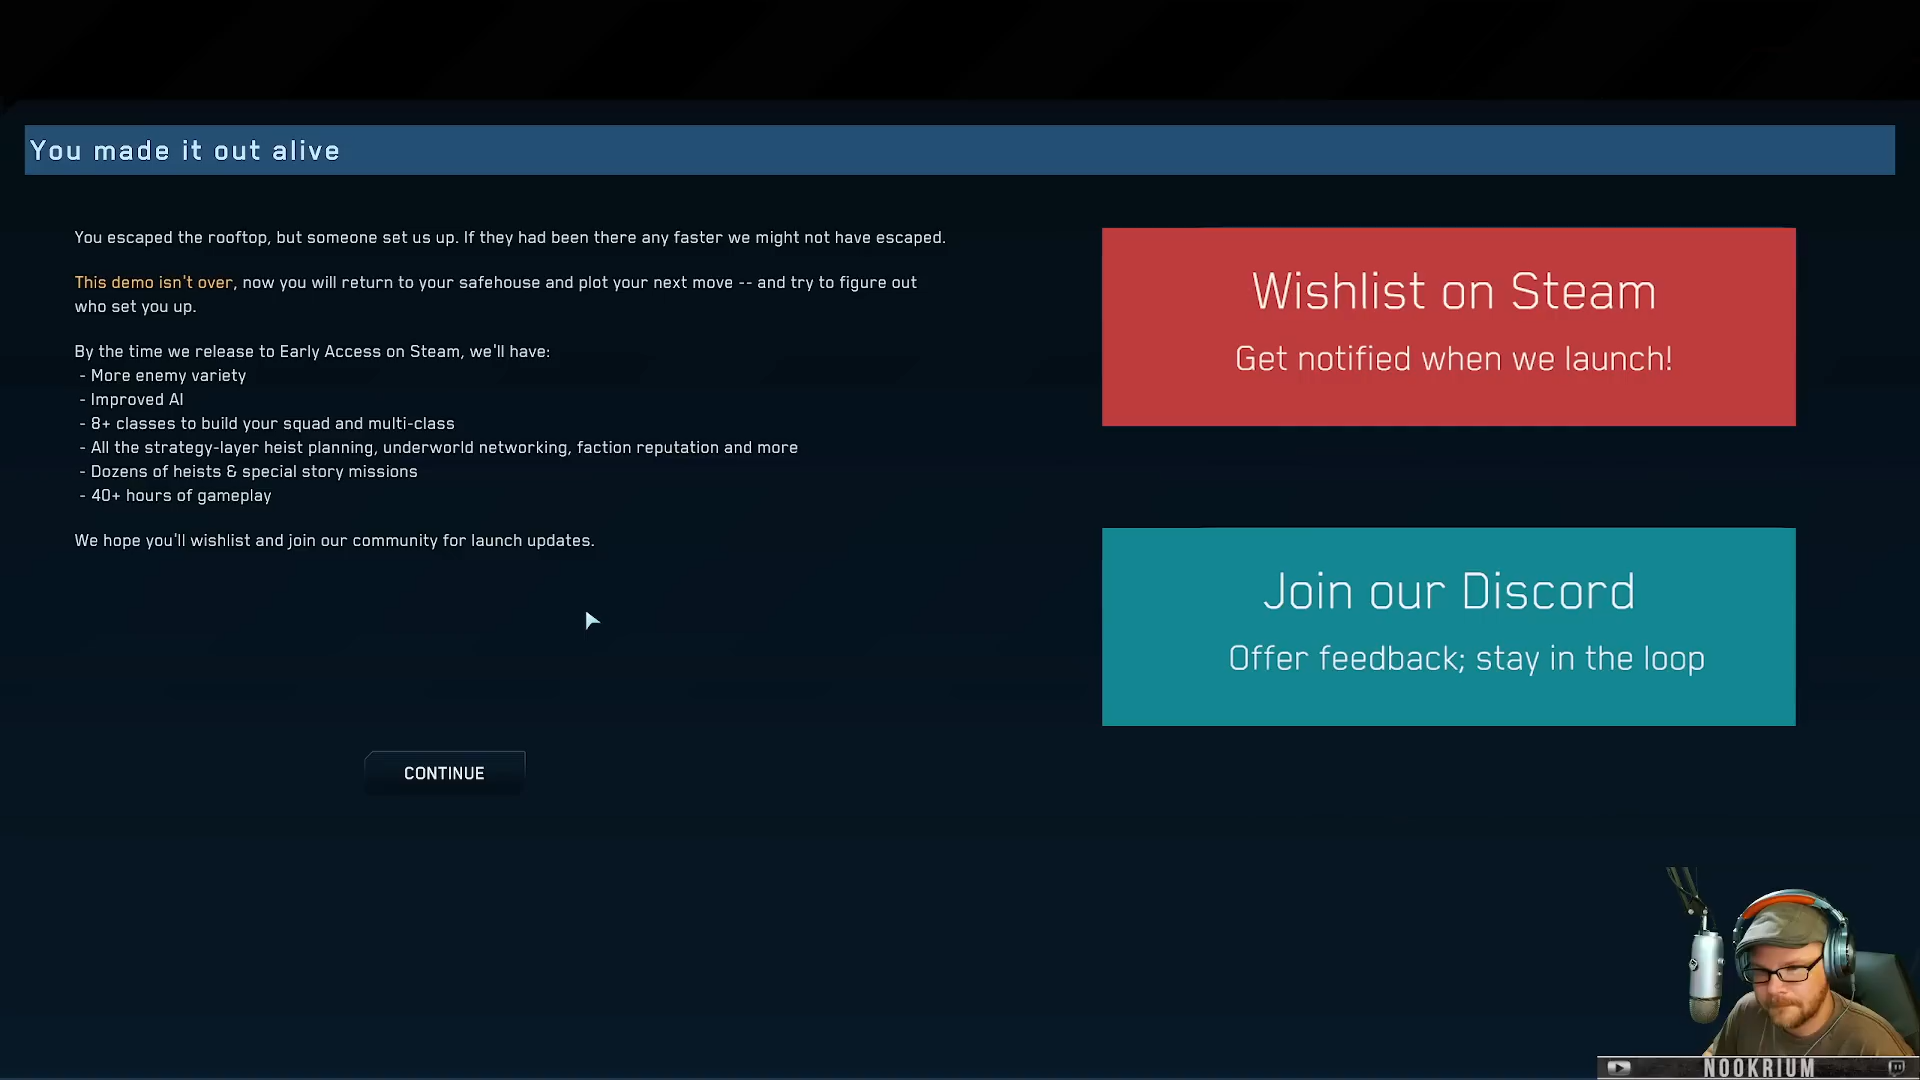 You made it out alive
You escaped the rooftop, but someone set us up. If they had been there any faster we might not have escaped.
This demo isn't over, now you will return to your safehouse and plot your next move -- and try to figure out
who set you up.
By the time we release to Early Access on Steam, we'll have:
- More enemy variety
- Improved AI
- 8+ classes to build your squad and multi-class
- All the strategy-layer heist planning, underworld networking, faction reputation and more
- Dozens of heists & special story missions
- 40+ hours of gameplay
We hope you'll wishlist and join our community for launch updates.
CONTINUE
Wishlist on Steam
Get notified when we launch!
Join our Discord
Offer feedback; stay in the loop
NOOKRIUM